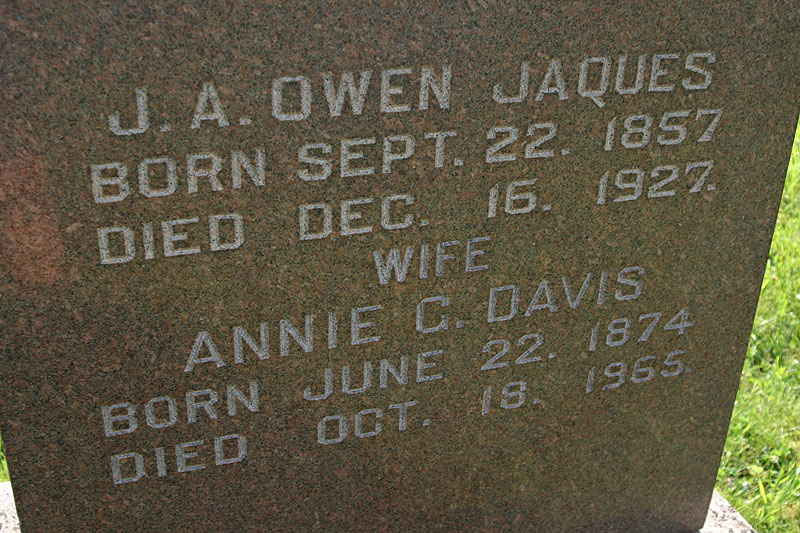 J. A. OWEN JAQUES
BORN SEPT. 22. 1857
DIED DEC. 16. 1927.
WIFE
ANNIE C. DAVIS
BORN JUNE 22. 1874
DIED OCT. 19. 1965.